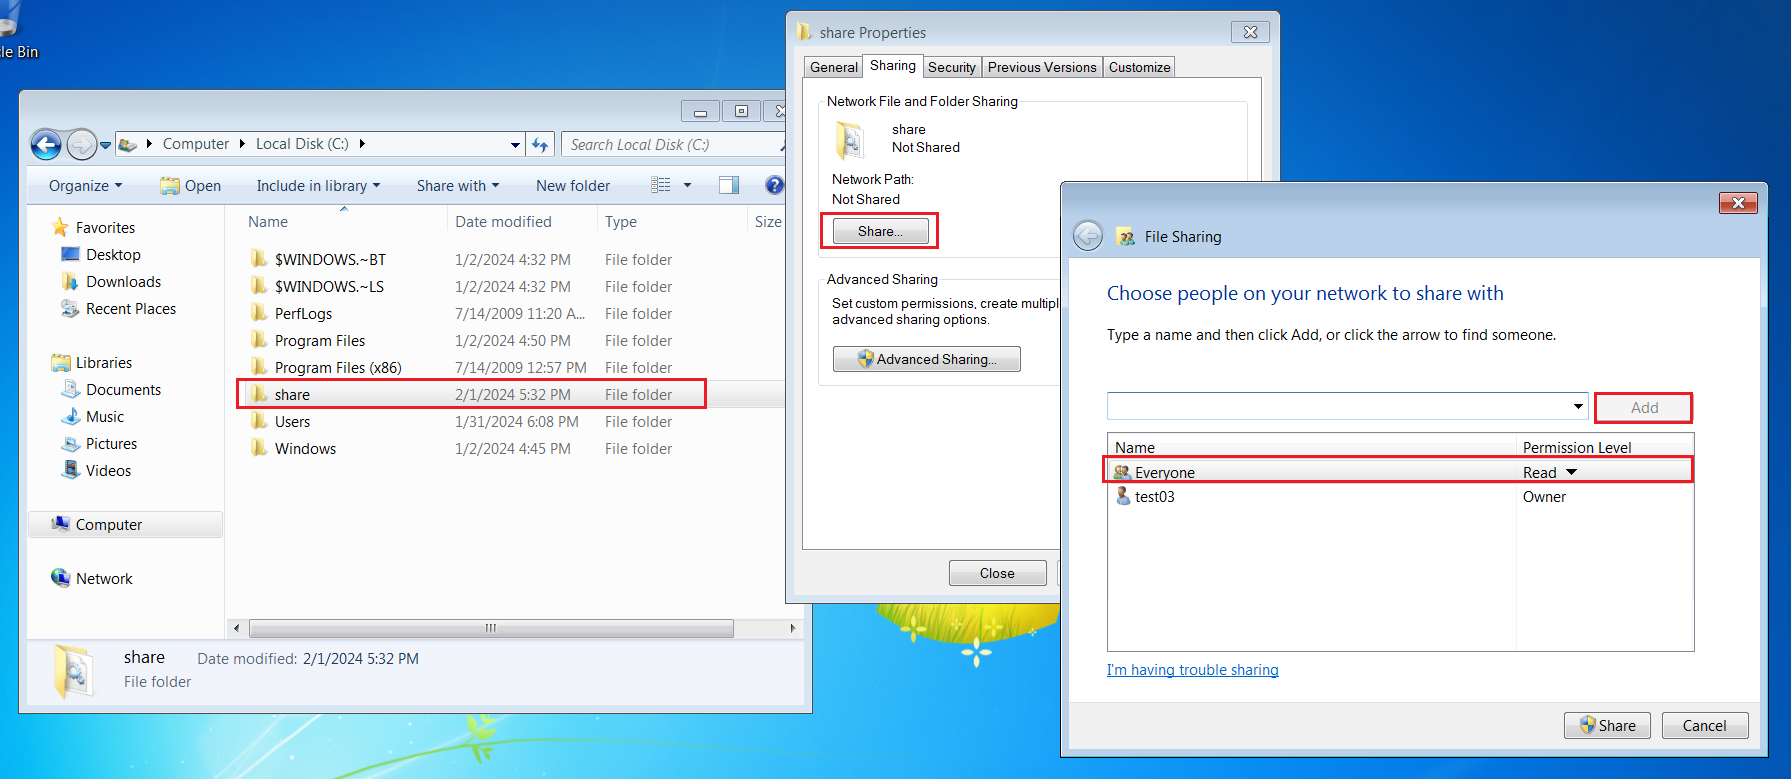 le Bin
Computer
Local Disk (C:)
Search Local Disk (C:)
Organize
Open
Include in library
Share with
New folder
Favorites
Desktop
Downloads
Recent Places
Libraries
Documents
Music
Pictures
Videos
Computer
Network
Name Date modified Type Size
$WINDOWS.~BT 1/2/2024 4:32 PM File folder
$WINDOWS.~LS 1/2/2024 4:32 PM File folder
PerfLogs 7/14/2009 11:20 A... File folder
Program Files 1/2/2024 4:50 PM File folder
Program Files (x86) 7/14/2009 12:57 PM File folder
share 2/1/2024 5:32 PM File folder
Users 1/31/2024 6:08 PM File folder
Windows 1/2/2024 4:45 PM File folder
share Date modified: 2/1/2024 5:32 PM
File folder
share Properties
General Sharing Security Previous Versions Customize
Network File and Folder Sharing
share
Not Shared
Network Path:
Not Shared
Share...
Advanced Sharing
Set custom permissions, create multipl
advanced sharing options.
Advanced Sharing...
Close
File Sharing
Choose people on your network to share with
Type a name and then click Add, or click the arrow to find someone.
Add
Name Permission Level
Everyone Read
test03 Owner
I'm having trouble sharing
Share Cancel